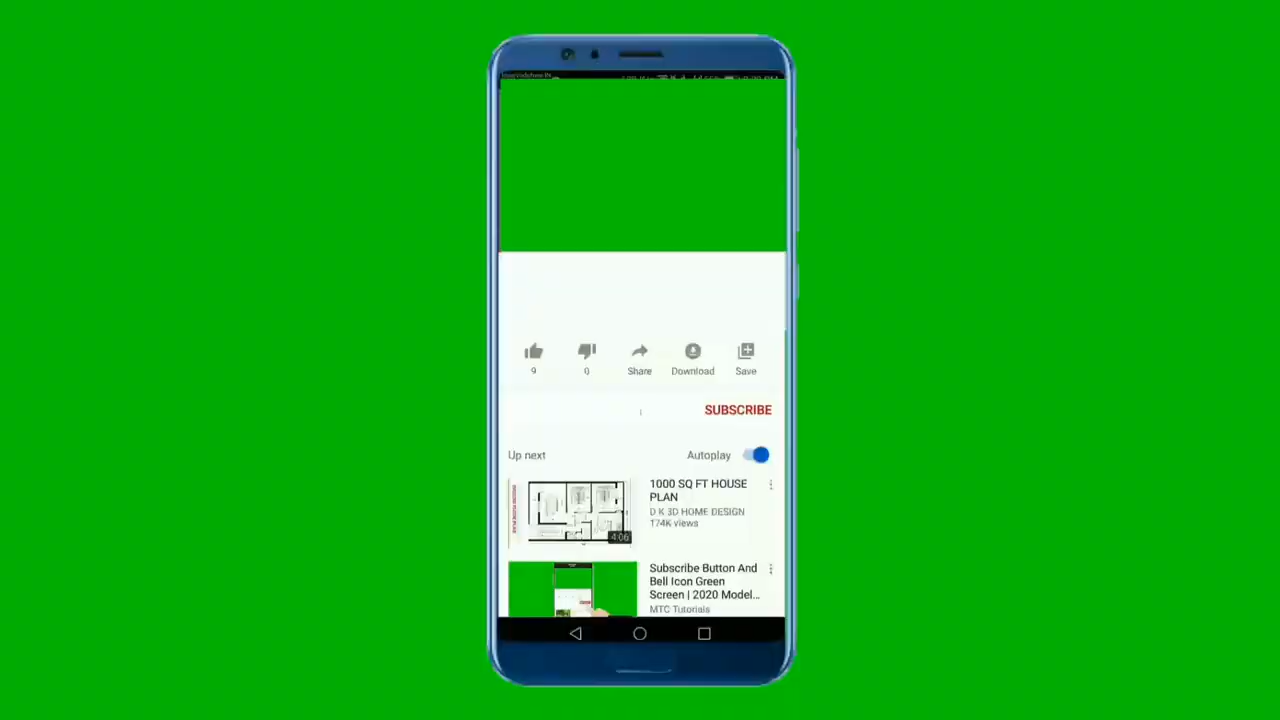 9
0
Share
Download
Save
SUBSCRIBE
Up next
Autoplay
1000 SQ FT HOUSE
PLAN
D K 3D HOME DESIGN
174K views
4:06
Subscribe Button And
Bell Icon Green
Screen | 2020 Model...
MTC Tutorials